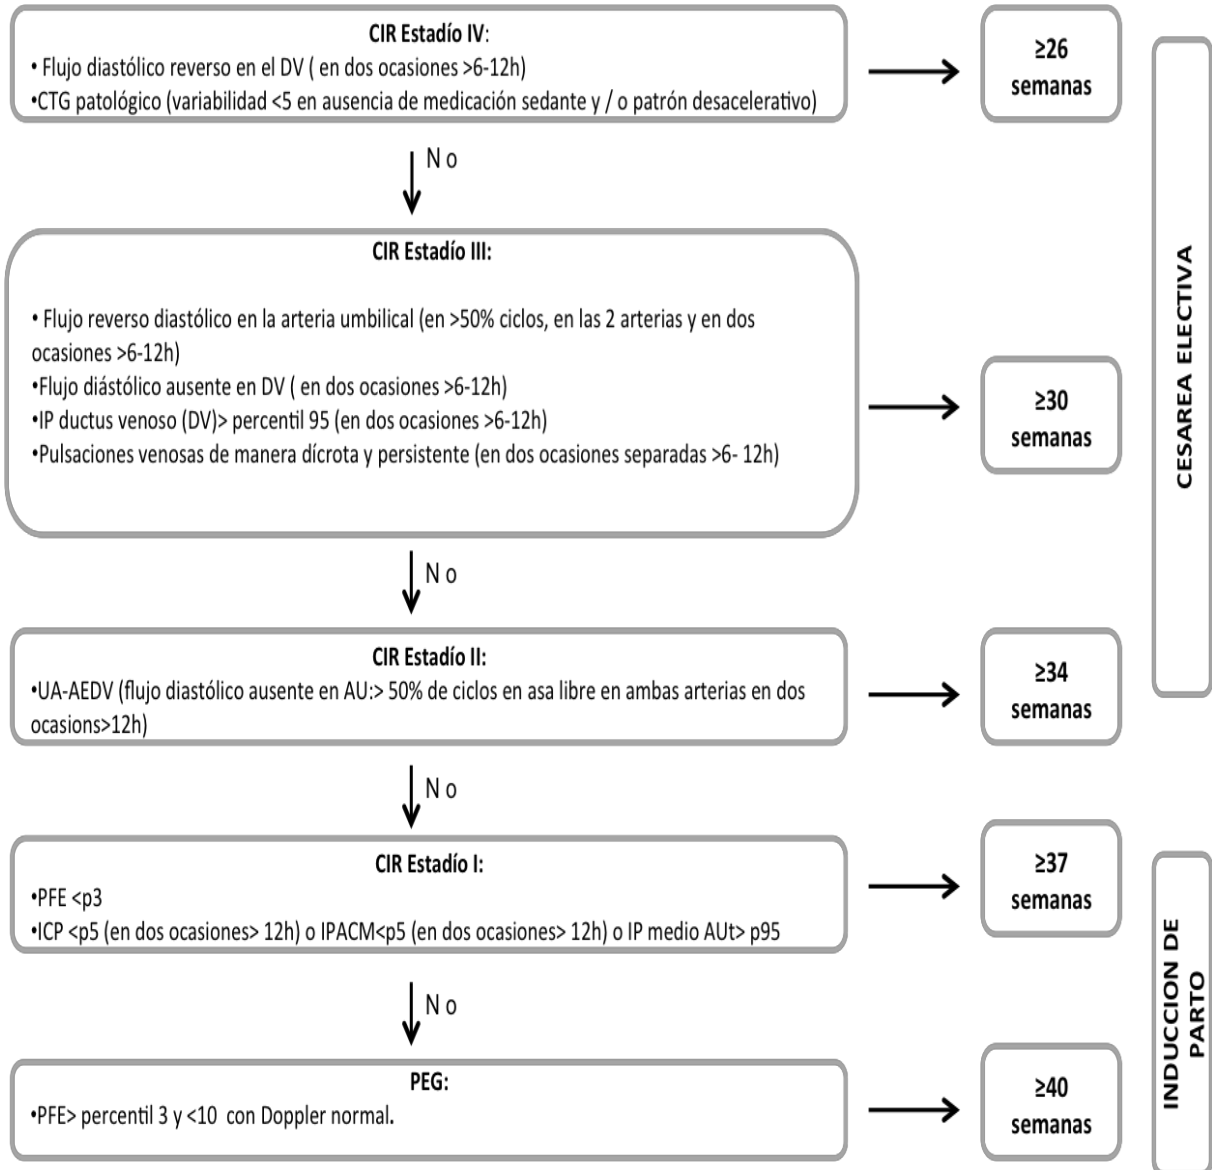 CIR Estadío IV:
• Flujo diastólico reverso en el DV ( en dos ocasiones >6-12h)
•CTG patológico (variabilidad <5 en ausencia de medicación sedante y / o patrón desacelerativo)
≥26
semanas
No
CIR Estadío III:
• Flujo reverso diastólico en la arteria umbilical (en >50% ciclos, en las 2 arterias y en dos
ocasiones >6-12h)
•Flujo diástólico ausente en DV ( en dos ocasiones >6-12h)
•IP ductus venoso (DV)> percentil 95 (en dos ocasiones >6-12h)
•Pulsaciones venosas de manera dícrota y persistente (en dos ocasiones separadas >6- 12h)
≥30
semanas
CESAREA ELECTIVA
No
CIR Estadío II:
•UA-AEDV (flujo diastólico ausente en AU:> 50% de ciclos en asa libre en ambas arterias en dos
ocasions>12h)
≥34
semanas
No
CIR Estadío I:
•PFE <p3
•ICP <p5 (en dos ocasiones> 12h) o IPACM<p5 (en dos ocasiones> 12h) o IP medio AUt> p95
≥37
semanas
INDUCCION DE
PARTO
No
PEG:
•PFE> percentil 3 y <10 con Doppler normal.
≥40
semanas